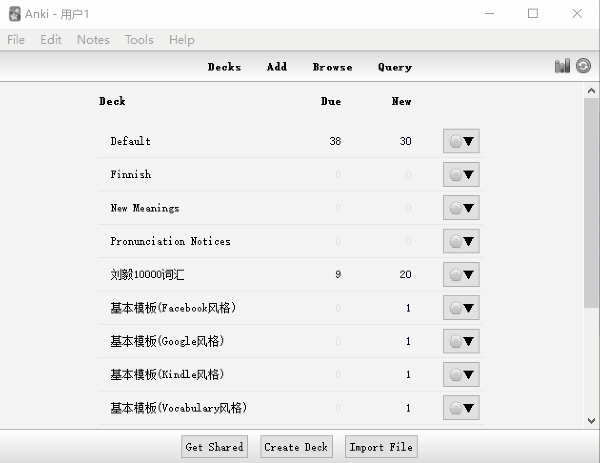 Anki - 用户1
File Edit Notes Tools Help
Decks Add Browse Query
Deck Due New
Default 38 30
Finnish 0 0
New Meanings 0 0
Pronunciation Notices 0 0
刘毅10000词汇 9 20
基本模板(Facebook风格) 0 1
基本模板(Google风格) 0 1
基本模板(Kindle风格) 0 1
基本模板(Vocabulary风格) 0 1
Get Shared Create Deck Import File